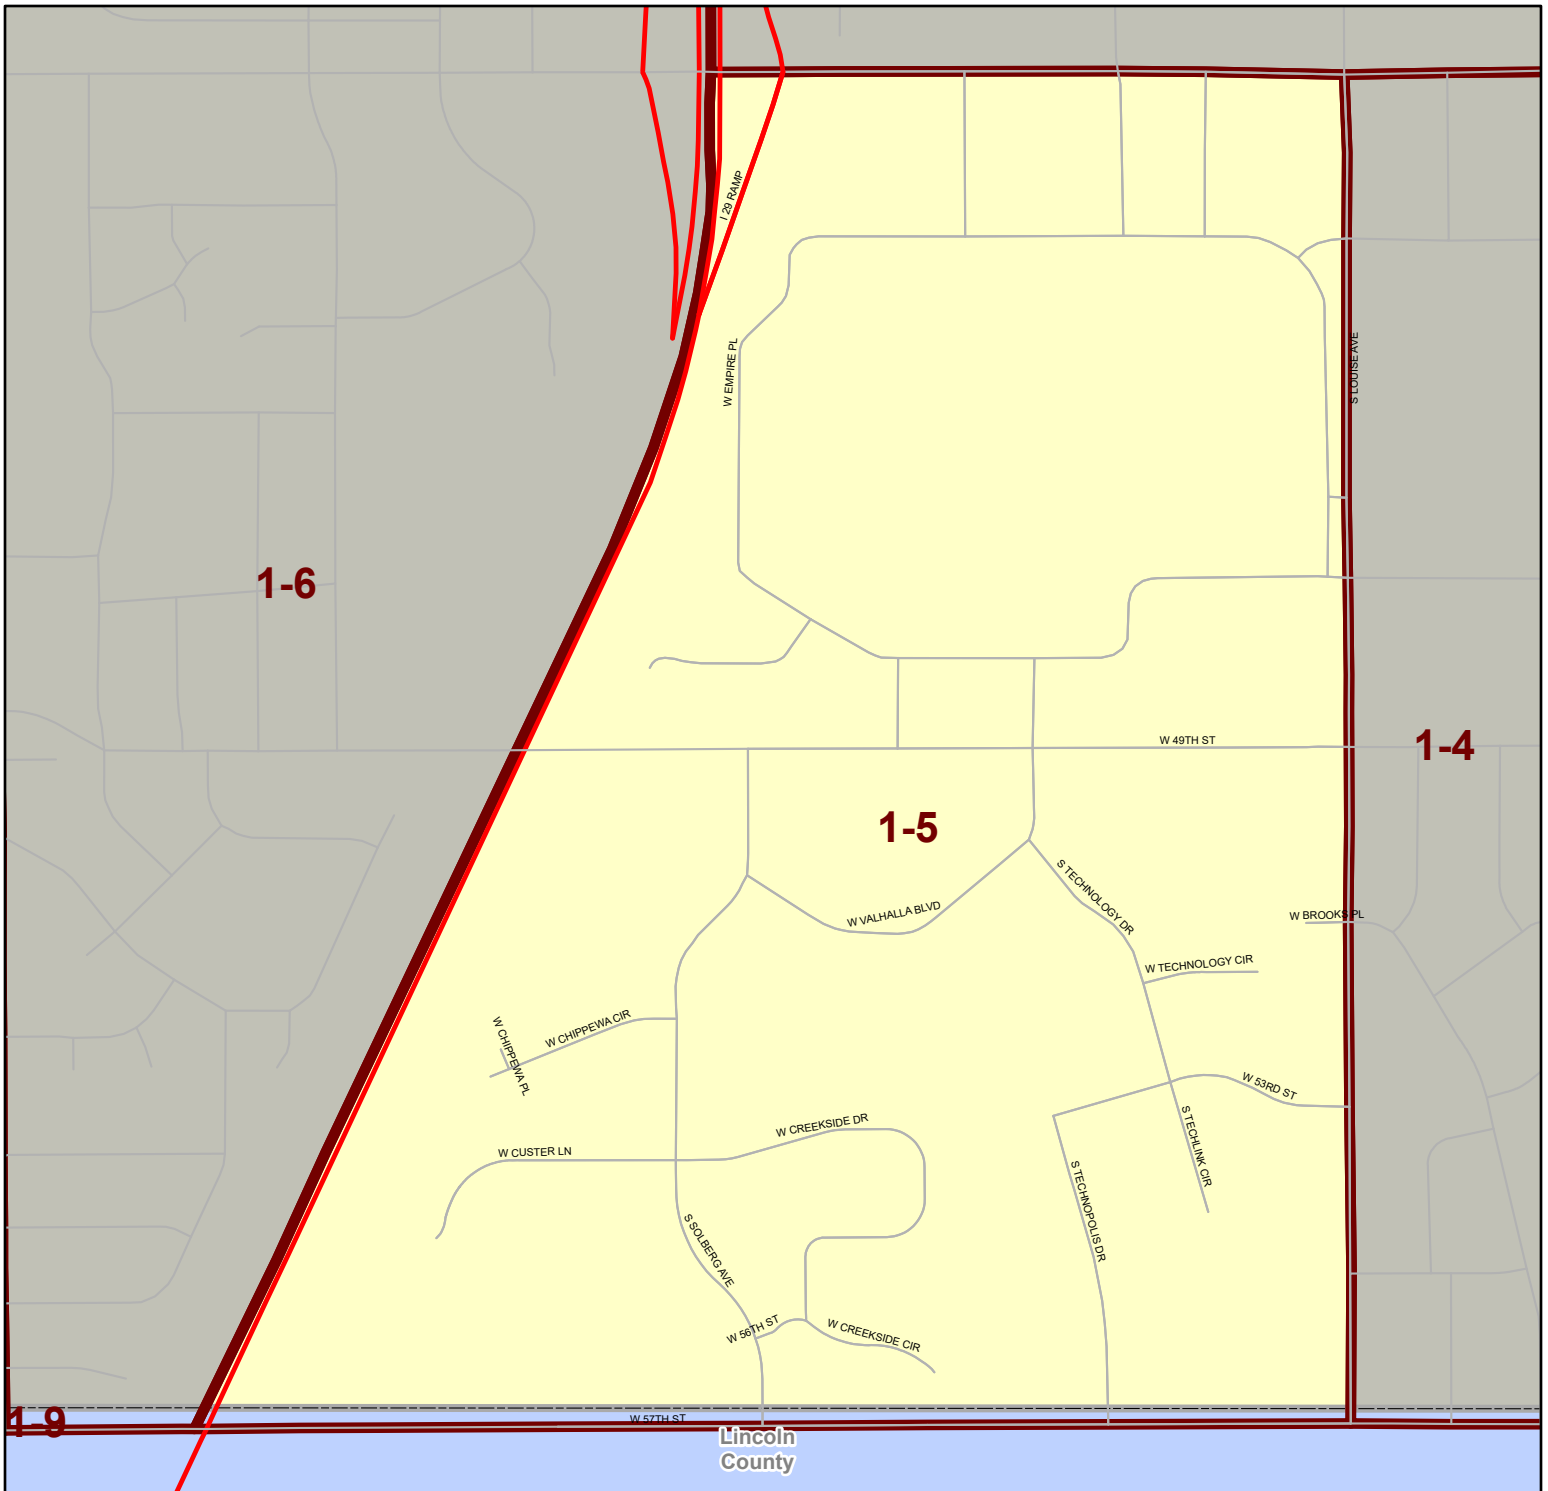 I 29 RAMP
W EMPIRE PL
S LOUISE AVE
1-6
W 49TH ST
1-4
1-5
S TECHNOLOGY DR
W VALHALLA BLVD
W BROOKS PL
W TECHNOLOGY CIR
W CHIPPEWA CIR
W CHIPPEWA PL
W 53RD ST
S TECHLINK CIR
W CREEKSIDE DR
W CUSTER LN
S TECHNOPOLIS DR
S SOLBERG AVE
W 56TH ST
W CREEKSIDE CIR
1-9
W 57TH ST
Lincoln
County